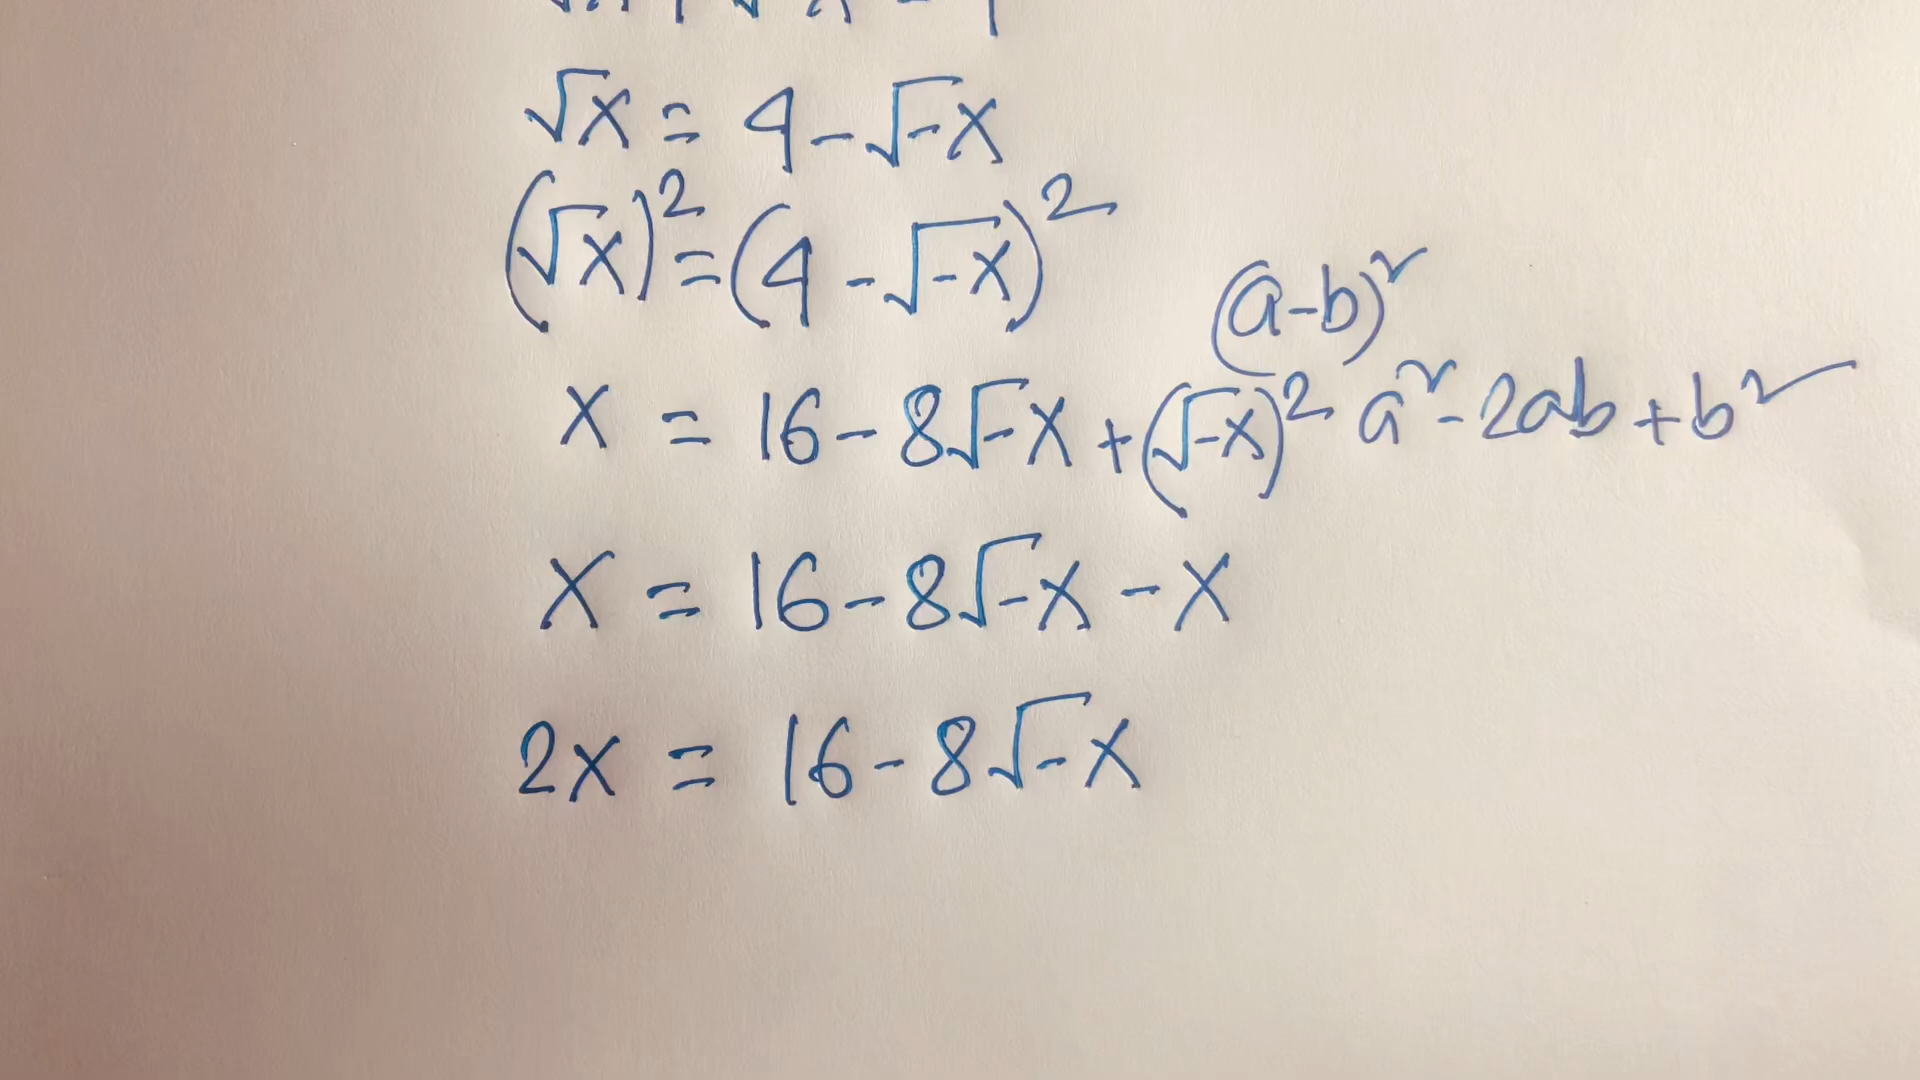 √x = 4 - √-x
(√x)² = (4 - √-x)²
(a-b)²
x = 16 - 8√-x + (√-x)² a² - 2ab + b²
x = 16 - 8√-x - x
2x = 16 - 8√-x